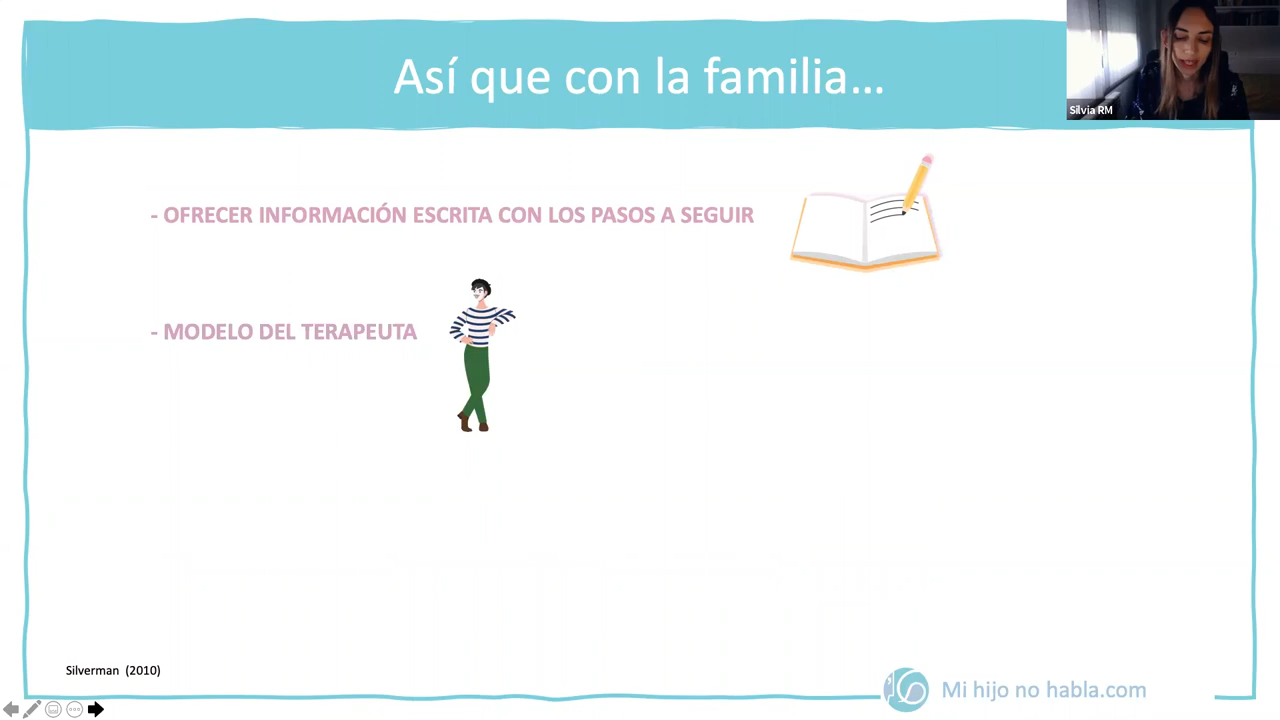 Así que con la familia...
Silvia RM
- OFRECER INFORMACIÓN ESCRITA CON LOS PASOS A SEGUIR
- MODELO DEL TERAPEUTA
Silverman (2010)
Mi hijo no habla.com